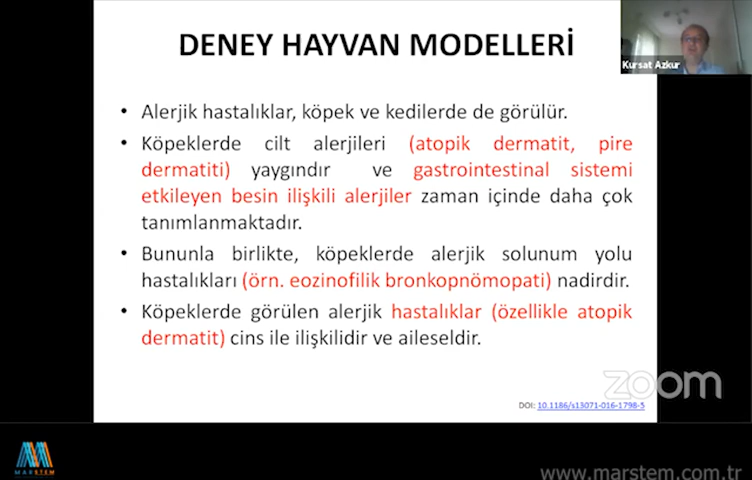 DENEY HAYVAN MODELLERİ
Kursat Azkur
• Alerjik hastalıklar, köpek ve kedilerde de görülür.
• Köpeklerde cilt alerjileri (atopik dermatit, pire
dermatiti) yaygındır ve gastrointestinal sistemi
etkileyen besin ilişkili alerjiler zaman içinde daha çok
tanımlanmaktadır.
• Bununla birlikte, köpeklerde alerjik solunum yolu
hastalıkları (örn. eozinofilik bronkopnömopati) nadirdir.
• Köpeklerde görülen alerjik hastalıklar (özellikle atopik
dermatit) cins ile ilişkilidir ve aileseldir.
zoom
DOI: 10.1186/s13071-016-1798-5
MARSTEM
www.marstem.com.tr